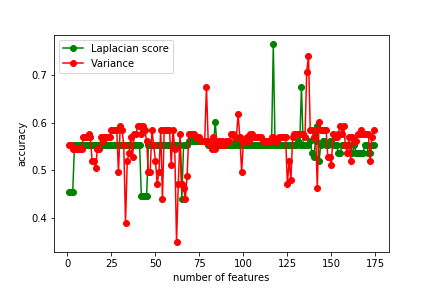 Laplacian score
Variance
0.7
0.6
0.5
0.4
accuracy
0 25 50 75 100 125 150 175
number of features